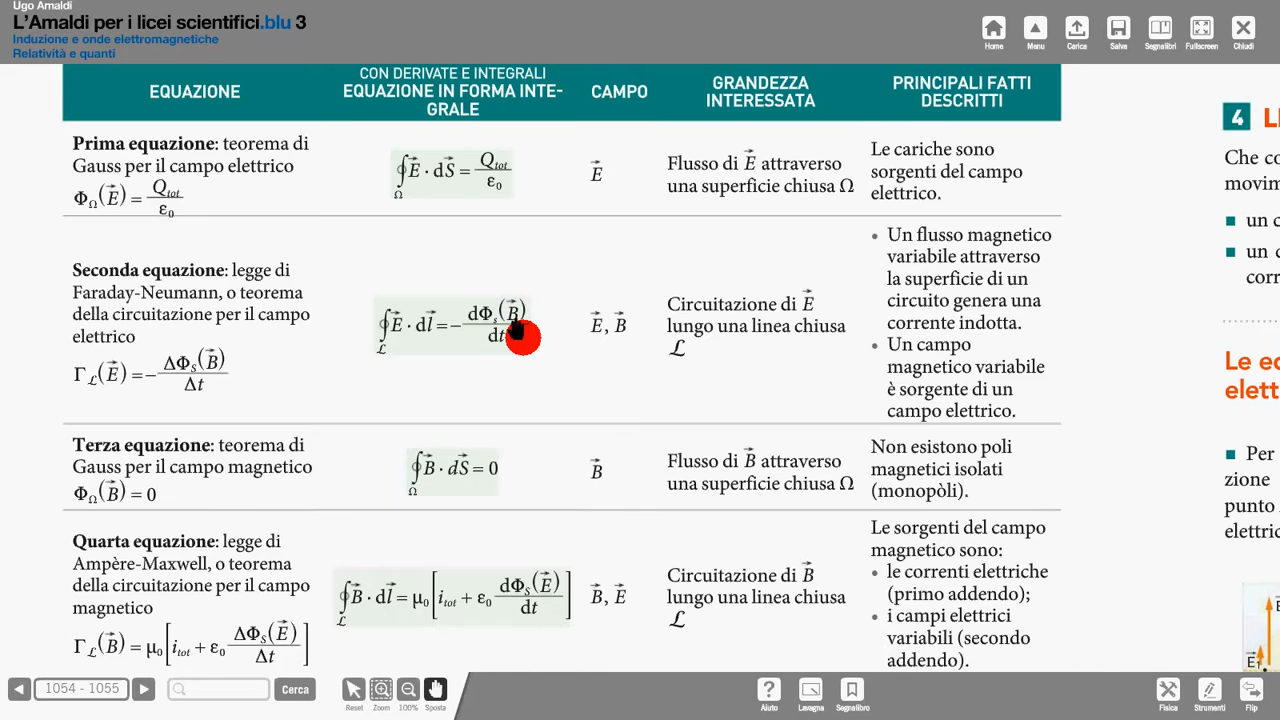 Ugo Amaldi
L'Amaldi per i licei scientifici.blu 3
Induzione e onde elettromagnetiche
Relatività e quanti
Home
Menu
Carica
Salva
Segnalibri
Fullscreen
Chiudi
EQUAZIONE
CON DERIVATE E INTEGRALI
EQUAZIONE IN FORMA INTE-
GRALE
CAMPO
GRANDEZZA
INTERESSATA
PRINCIPALI FATTI
DESCRITTI
Prima equazione: teorema di
Gauss per il campo elettrico
Φ_Ω(E⃗) = Q_tot/ε₀
∮_Ω E⃗ · dS⃗ = Q_tot/ε₀
E⃗
Flusso di E⃗ attraverso
una superficie chiusa Ω
Le cariche sono
sorgenti del campo
elettrico.
Seconda equazione: legge di
Faraday-Neumann, o teorema
della circuitazione per il campo
elettrico
Γ_ℒ(E⃗) = − ΔΦ_S(B⃗)/Δt
∮_ℒ E⃗ · dl⃗ = − dΦ_s(B⃗)/dt
E⃗, B⃗
Circuitazione di E⃗
lungo una linea chiusa
ℒ
• Un flusso magnetico
variabile attraverso
la superficie di un
circuito genera una
corrente indotta.
• Un campo
magnetico variabile
è sorgente di un
campo elettrico.
Terza equazione: teorema di
Gauss per il campo magnetico
Φ_Ω(B⃗) = 0
∮_Ω B⃗ · dS⃗ = 0
B⃗
Flusso di B⃗ attraverso
una superficie chiusa Ω
Non esistono poli
magnetici isolati
(monopòli).
Quarta equazione: legge di
Ampère-Maxwell, o teorema
della circuitazione per il campo
magnetico
Γ_ℒ(B⃗) = μ₀[i_tot + ε₀ ΔΦ_S(E⃗)/Δt]
∮_ℒ B⃗ · dl⃗ = μ₀[i_tot + ε₀ dΦ_S(E⃗)/dt]
B⃗, E⃗
Circuitazione di B⃗
lungo una linea chiusa
ℒ
Le sorgenti del campo
magnetico sono:
• le correnti elettriche
(primo addendo);
• i campi elettrici
variabili (secondo
addendo).
4
Che co
movim
un c
un c
corr
Le eq
elett
Per
zione
punto
elettric
E₁
1054 - 1055
Cerca
Reset
Zoom
100%
Sposta
Aiuto
Lavagna
Segnalibro
Fisica
Strumenti
Flip